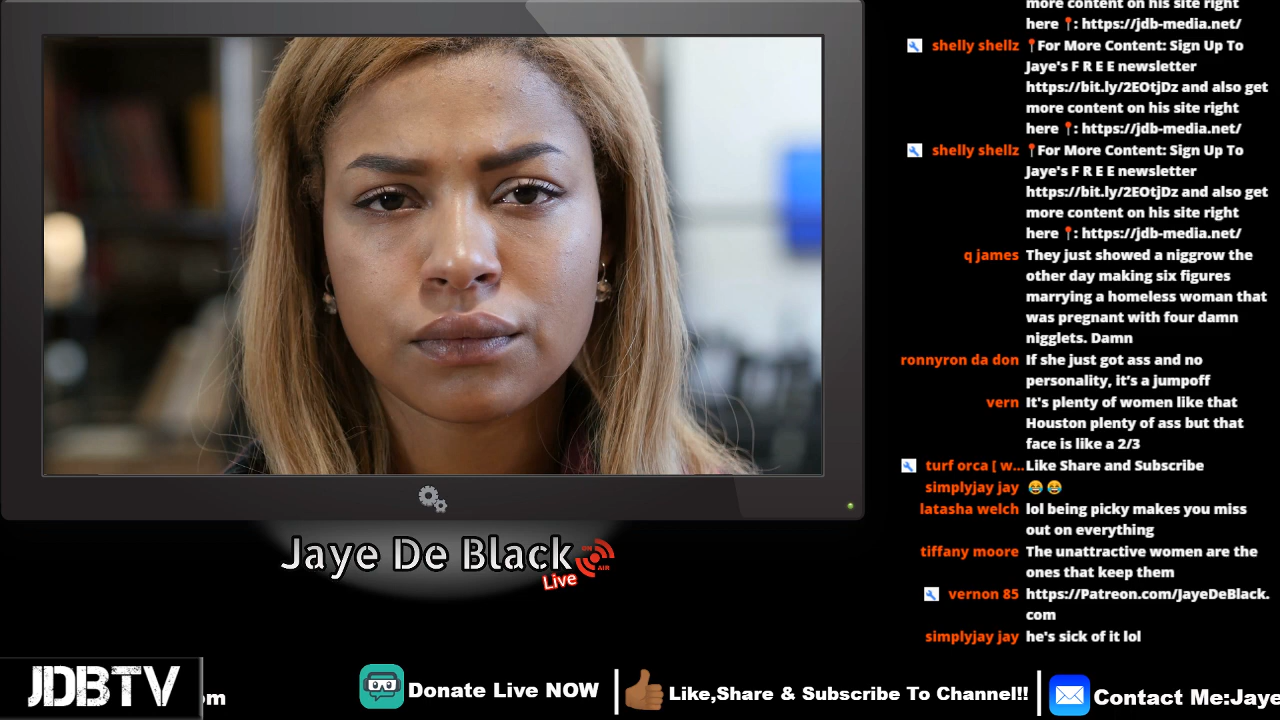 more content on his site right
here 📍: https://jdb-media.net/
shelly shellz 📍For More Content: Sign Up To
Jaye's F R E E newsletter
https://bit.ly/2EOtjDz and also get
more content on his site right
here 📍: https://jdb-media.net/
shelly shellz 📍For More Content: Sign Up To
Jaye's F R E E newsletter
https://bit.ly/2EOtjDz and also get
more content on his site right
here 📍: https://jdb-media.net/
q james They just showed a niggrow the
other day making six figures
marrying a homeless woman that
was pregnant with four damn
nigglets. Damn
ronnyron da don If she just got ass and no
personality, it's a jumpoff
vern It's plenty of women like that
Houston plenty of ass but that
face is like a 2/3
turf orca [ w... Like Share and Subscribe
simplyjay jay 😂😂
latasha welch lol being picky makes you miss
out on everything
tiffany moore The unattractive women are the
ones that keep them
vernon 85 https://Patreon.com/JayeDeBlack.
com
simplyjay jay he's sick of it lol
Jaye De Black
ON
AIR
Live
JDBTV
om
Donate Live NOW
Like,Share & Subscribe To Channel!!
Contact Me:Jaye